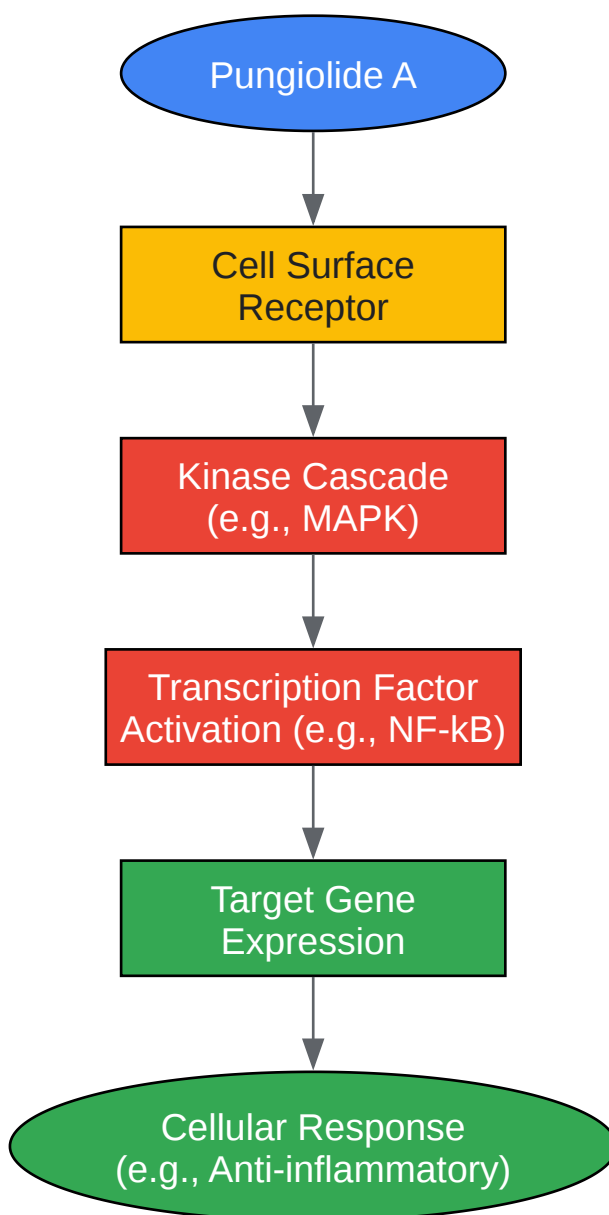 Pungiolide A
Cell Surface
Receptor
Kinase Cascade
(e.g., MAPK)
Transcription Factor
Activation (e.g., NF-kB)
Target Gene
Expression
Cellular Response
(e.g., Anti-inflammatory)